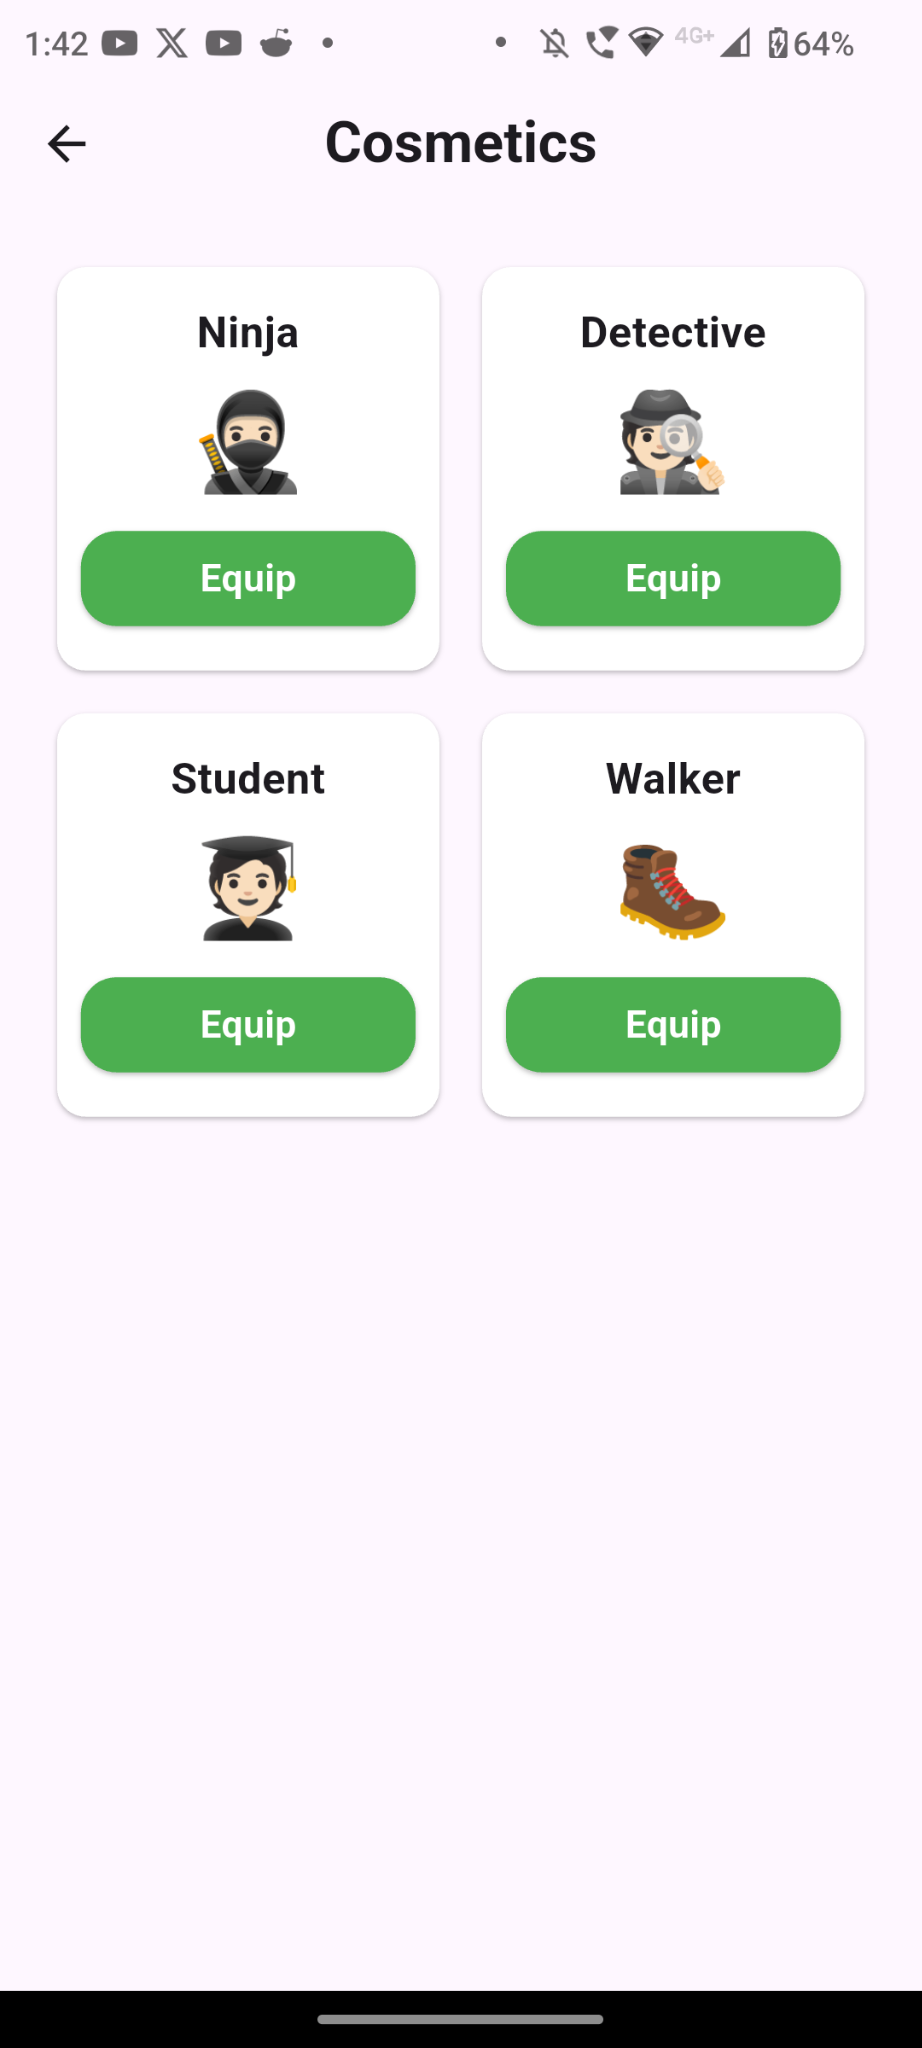 1:42 4G+ 64%
Cosmetics
Ninja Detective
Equip Equip
Student Walker
Equip Equip